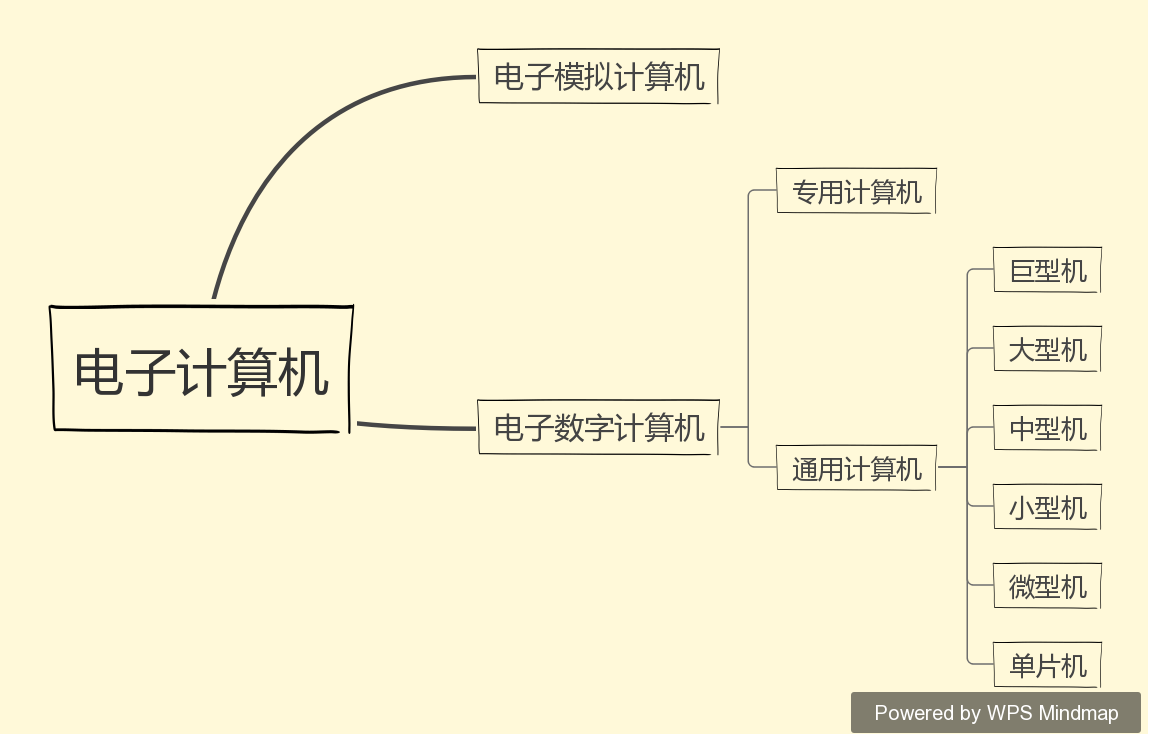 电子模拟计算机
专用计算机
巨型机
大型机
电子计算机
电子数字计算机
中型机
通用计算机
小型机
微型机
单片机
Powered by WPS Mindmap